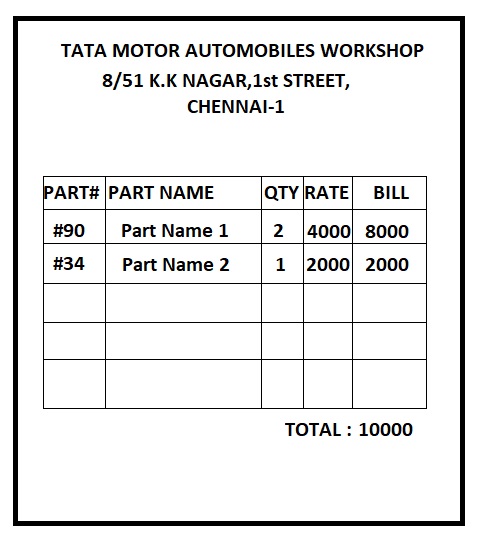 TATA MOTOR AUTOMOBILES WORKSHOP
8/51 K.K NAGAR,1st STREET,
CHENNAI-1
PART# PART NAME QTY RATE BILL
#90 Part Name 1 2 4000 8000
#34 Part Name 2 1 2000 2000
TOTAL : 10000